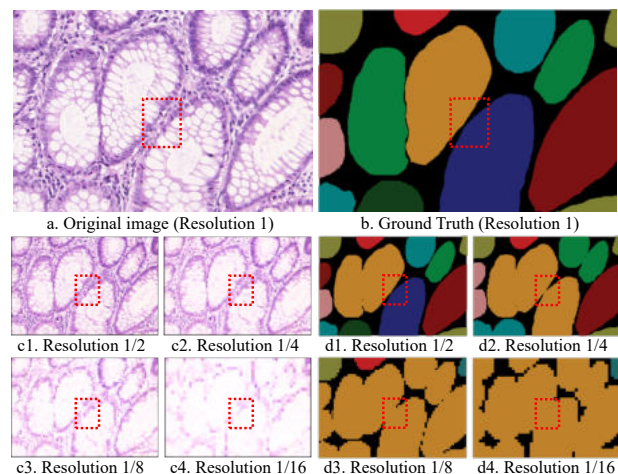 a. Original image (Resolution 1)
b. Ground Truth (Resolution 1)
c1. Resolution 1/2
c2. Resolution 1/4
d1. Resolution 1/2
d2. Resolution 1/4
c3. Resolution 1/8
c4. Resolution 1/16
d3. Resolution 1/8
d4. Resolution 1/16